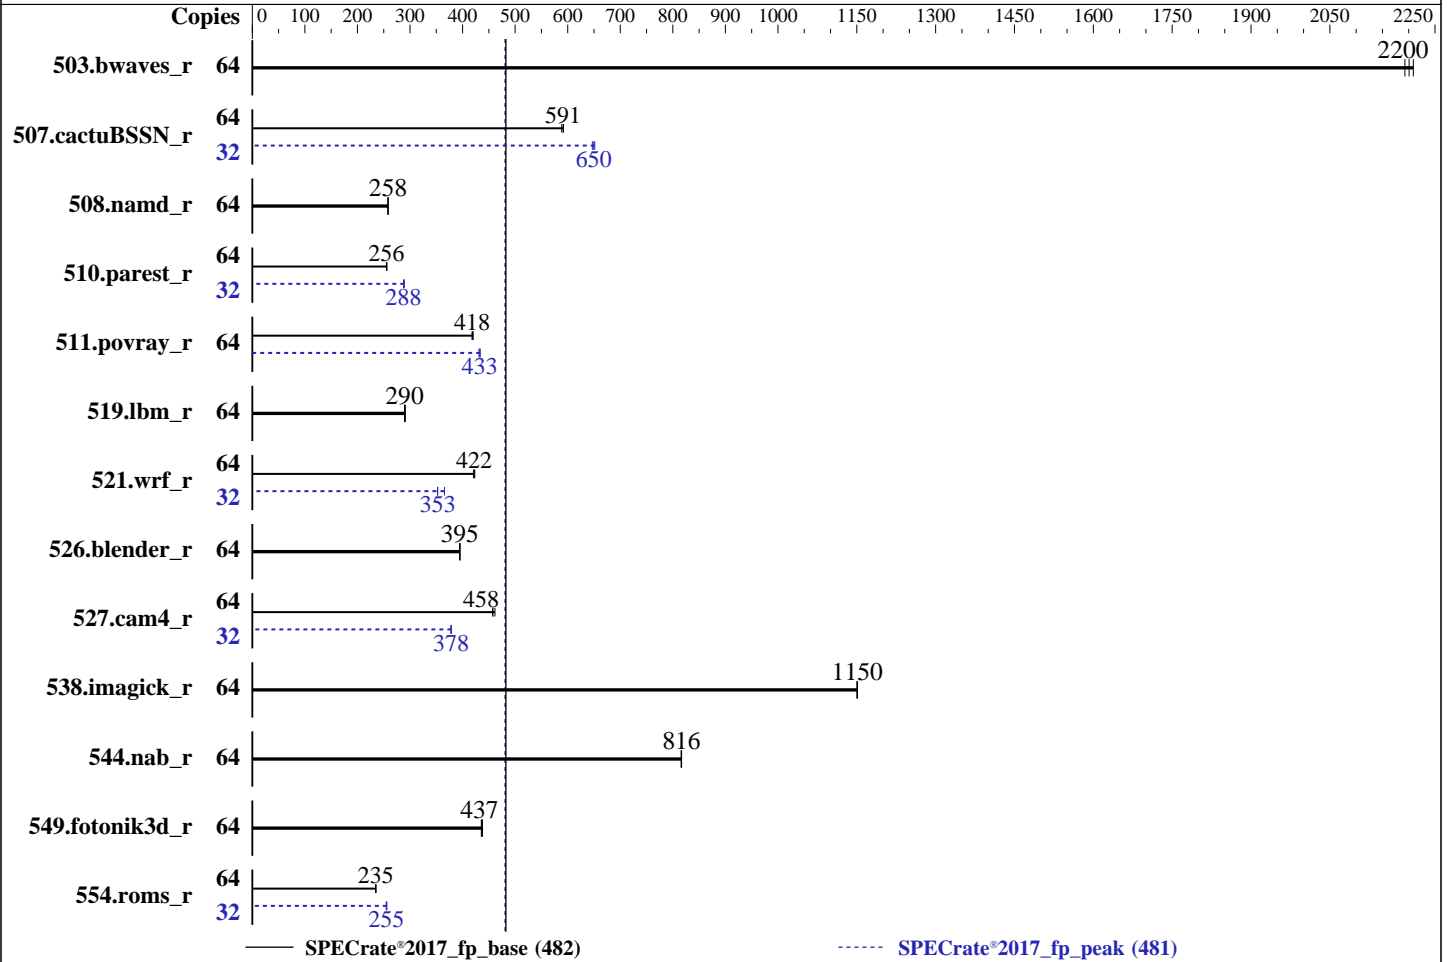 Copies 0 100 200 300 400 500 600 700 800 900 1000 1150 1300 1450 1600 1750 1900 2050 2250
503.bwaves_r 64 2200
507.cactuBSSN_r 64 591
32 650
508.namd_r 64 258
510.parest_r 64 256
32 288
511.povray_r 64 418
433
519.lbm_r 64 290
521.wrf_r 64 422
32 353
526.blender_r 64 395
527.cam4_r 64 458
32 378
538.imagick_r 64 1150
544.nab_r 64 816
549.fotonik3d_r 64 437
554.roms_r 64 235
32 255
SPECrate®2017_fp_base (482) SPECrate®2017_fp_peak (481)